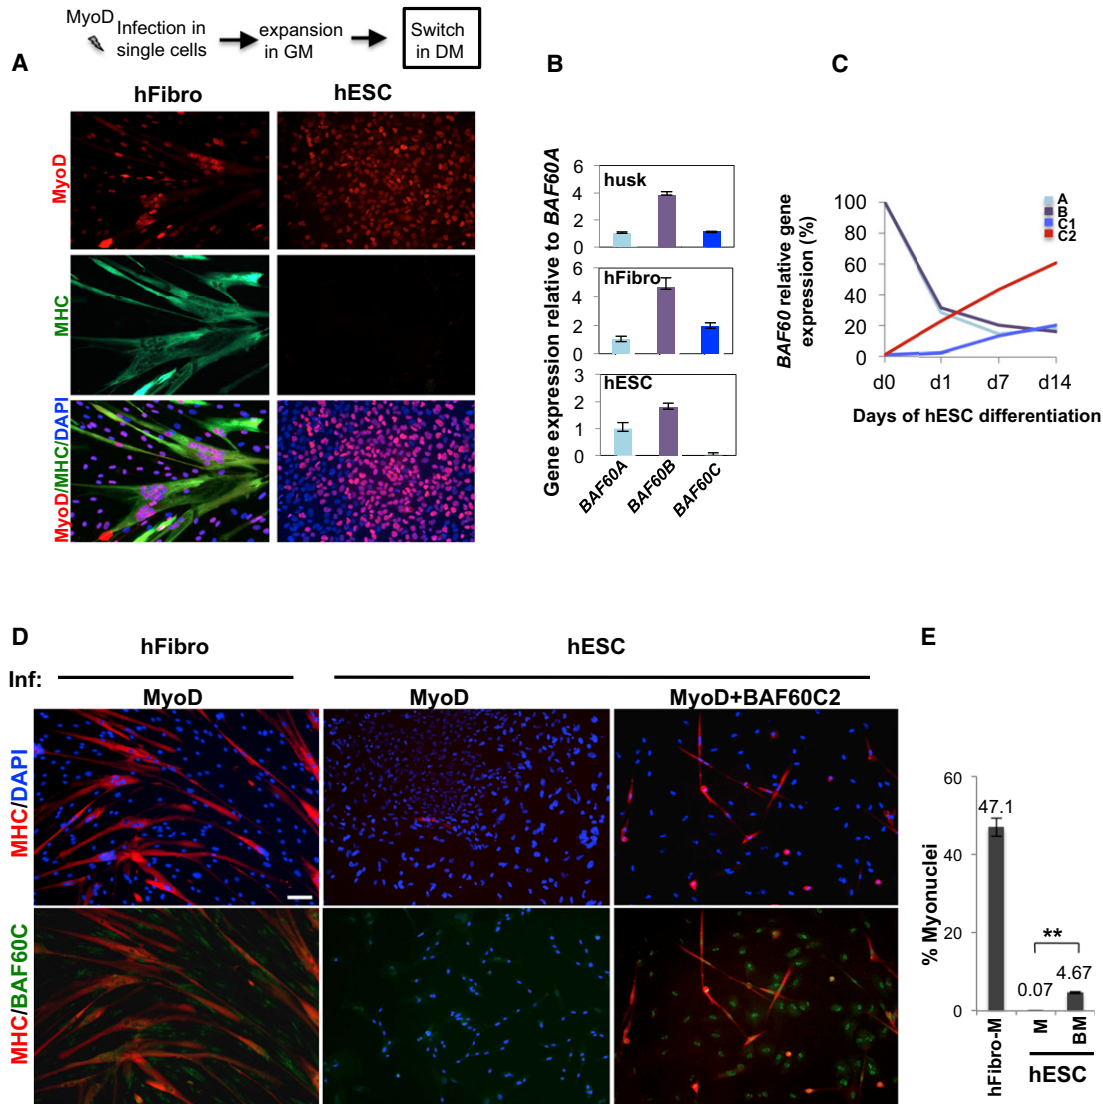 MyoD
Infection in
single cells
expansion
in GM
Switch
in DM
A
hFibro
hESC
MyoD
MHC
MyoD/MHC/DAPI
B
Gene expression relative to BAF60A
6
4
2
0
husk
6
4
2
0
hFibro
3
2
1
0
hESC
BAF60A
BAF60B
BAF60C
C
BAF60 relative gene
expression (%)
100
80
60
40
20
0
A
B
C1
C2
d0
d1
d7
d14
Days of hESC differentiation
D
hFibro
hESC
Inf:
MyoD
MyoD
MyoD+BAF60C2
MHC/DAPI
MHC/BAF60C
E
% Myonuclei
60
40
20
0
47.1
**
0.07
4.67
hFibro-M
M
BM
hESC